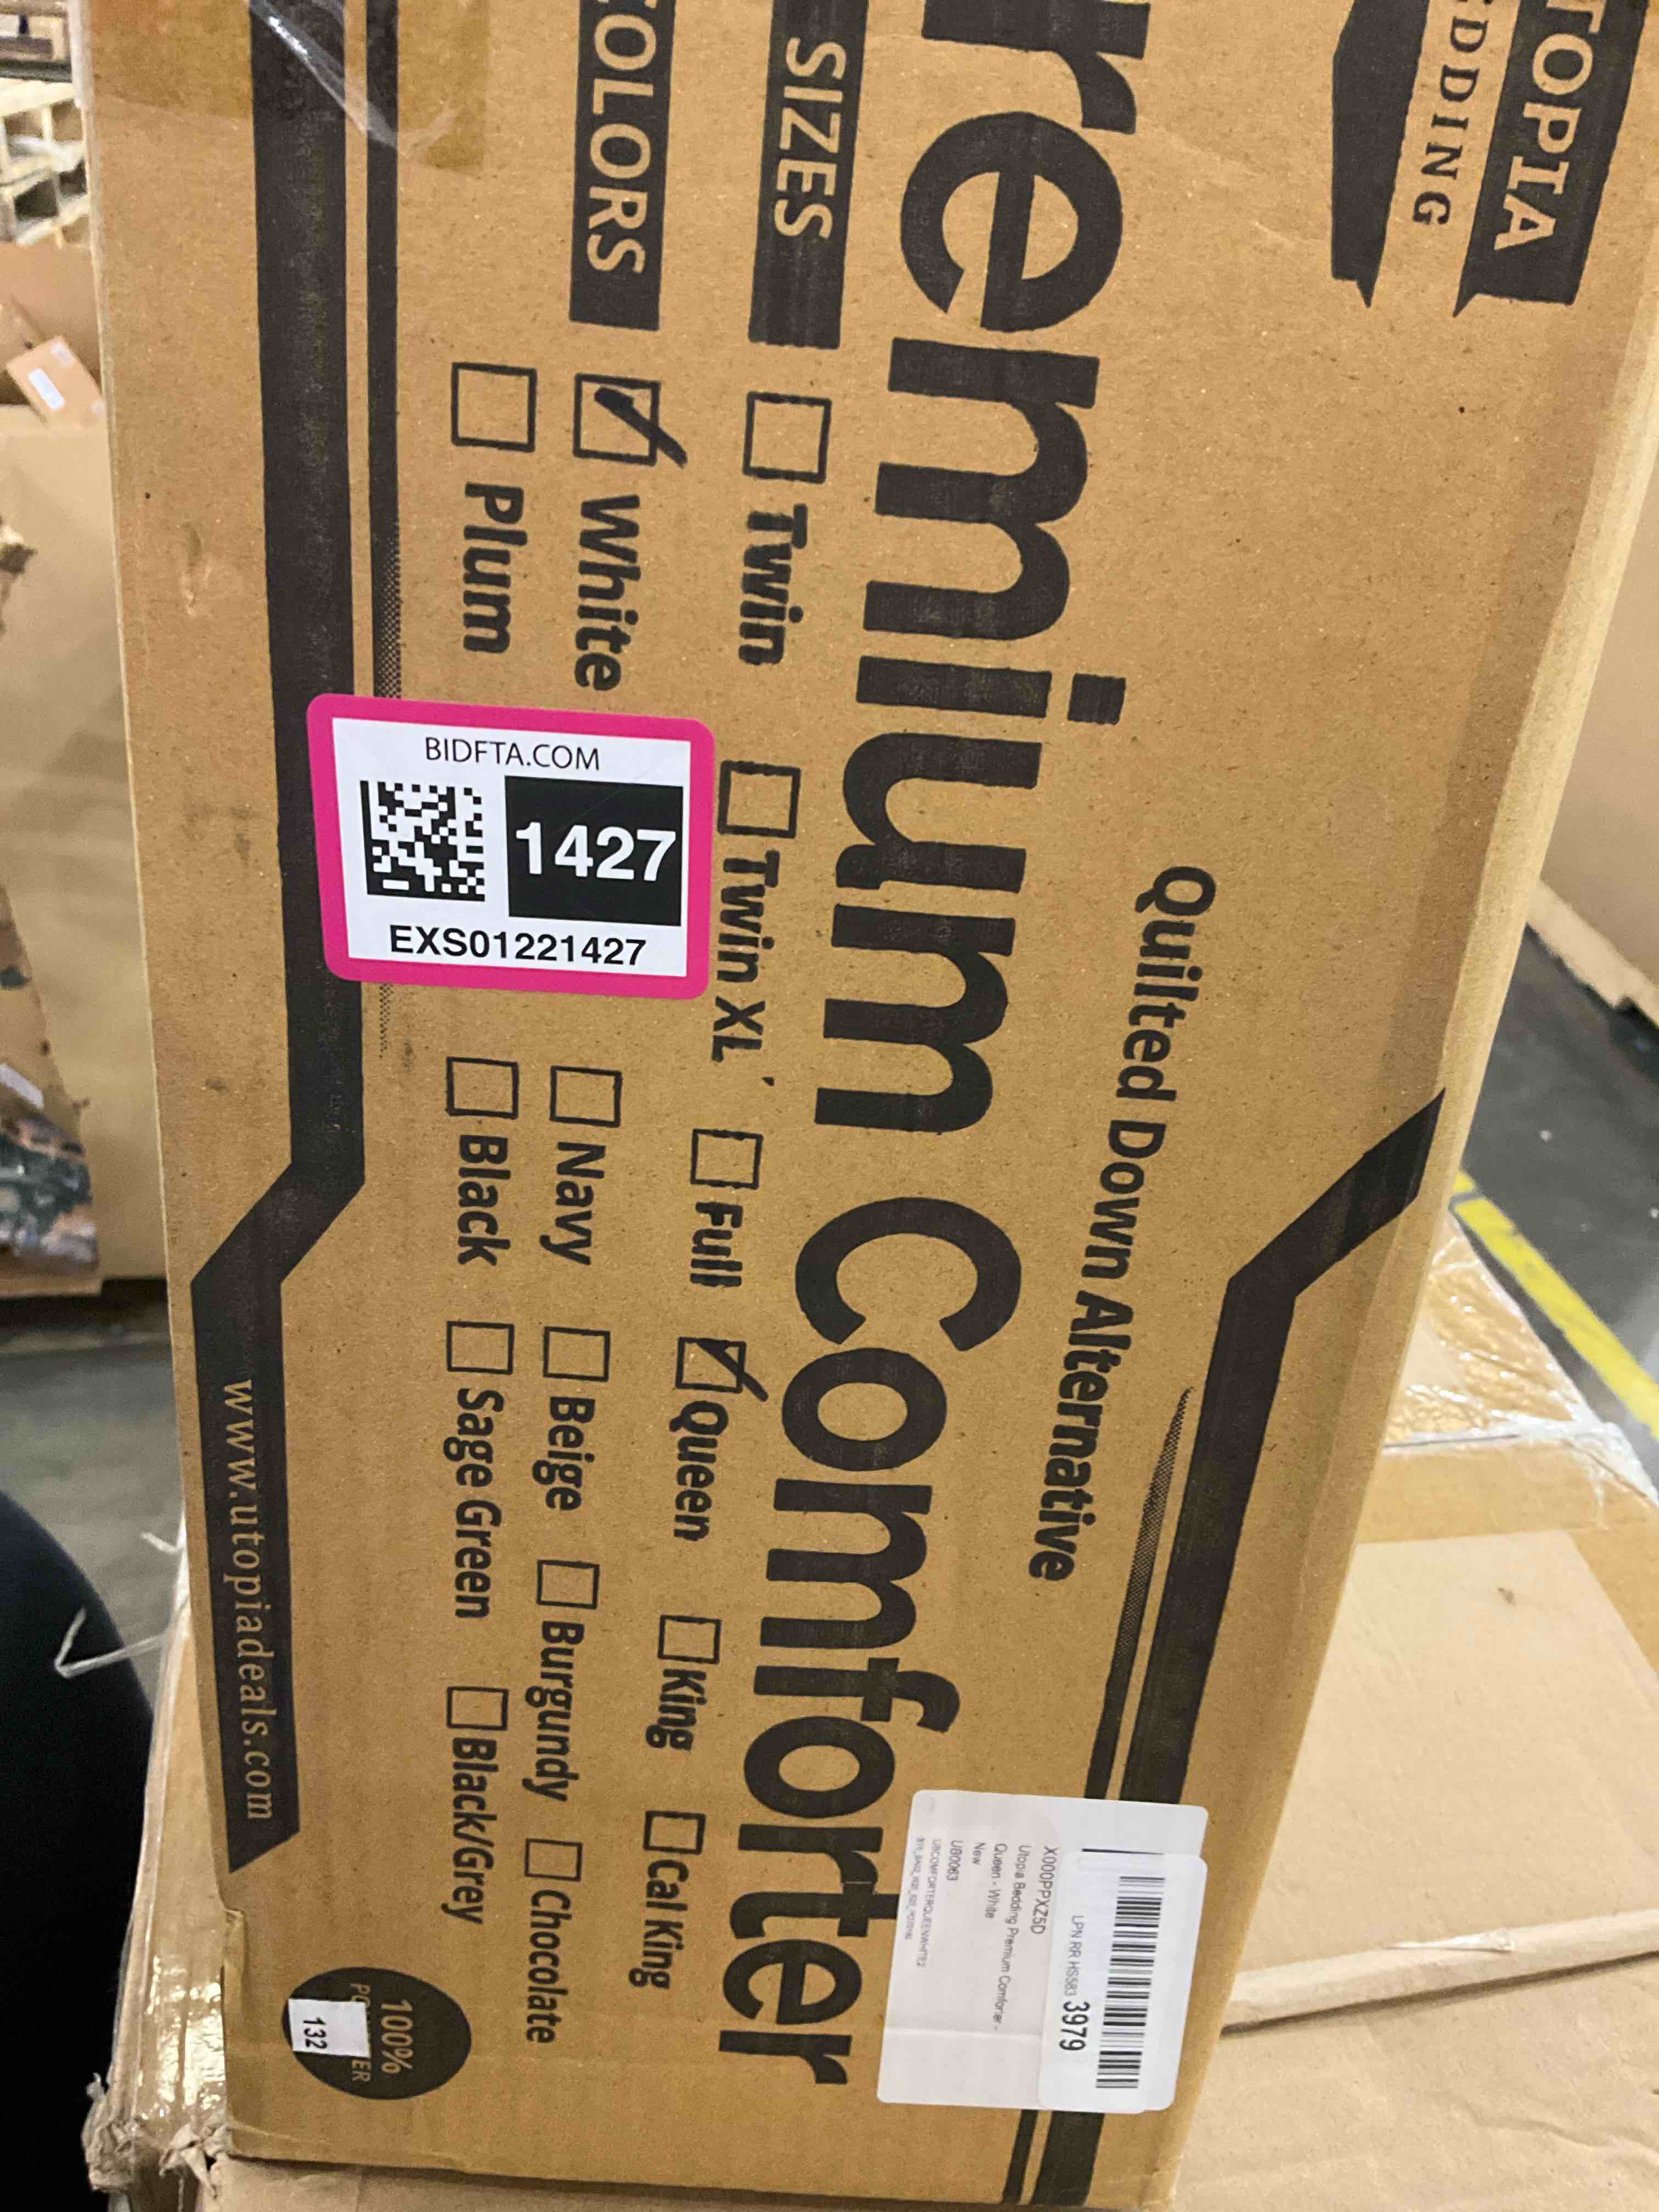 TOPIA
EDDING
Quilted Down Alternative
remium Comforter
SIZES
Twin
Twin XL
Full
Queen
King
Cal King
COLORS
White
Navy
Beige
Burgundy
Chocolate
Plum
Black
Sage Green
Black/Grey
www.utopiadeals.com
100%
132
BIDFTA.COM
1427
EXS01221427
LPN RR HS583 3979
X000PPXZ5D
Utopia Bedding Premium Comforter -
Queen - White
New
UB0063
UBCOMFORTERQUEENWHITE2